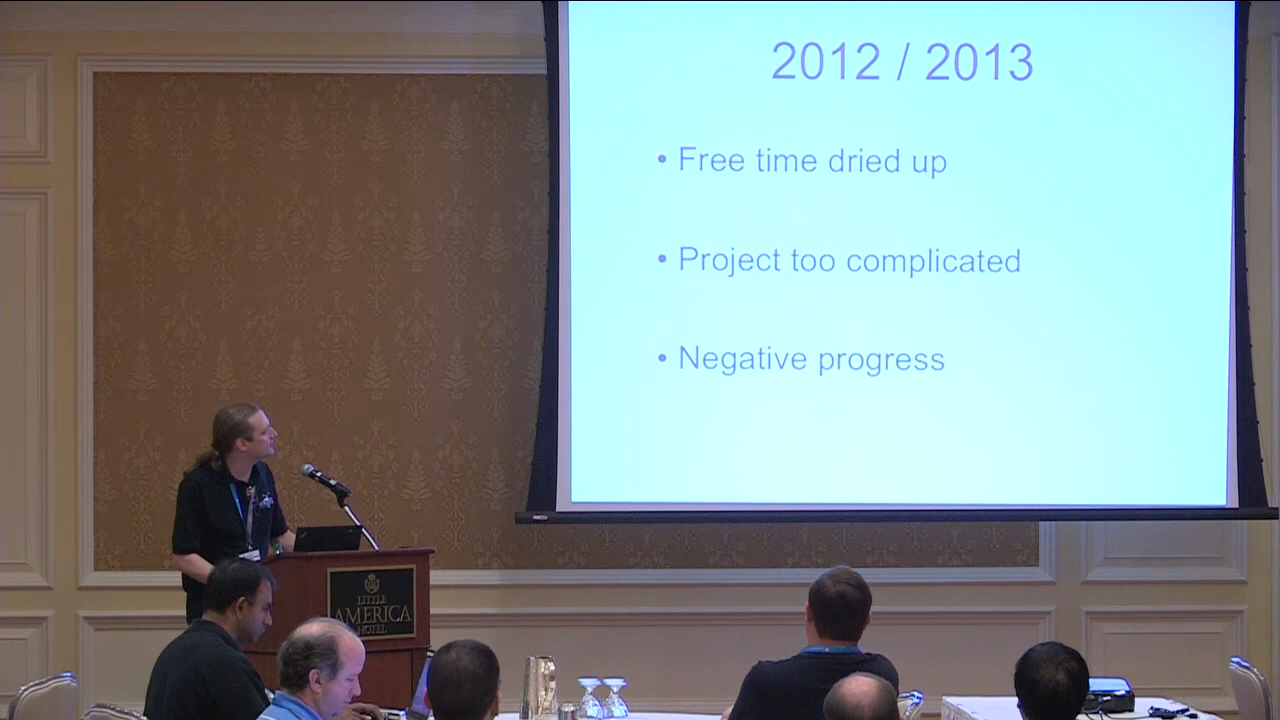 2012 / 2013
• Free time dried up
• Project too complicated
• Negative progress
LITTLE
AMERICA
HOTEL